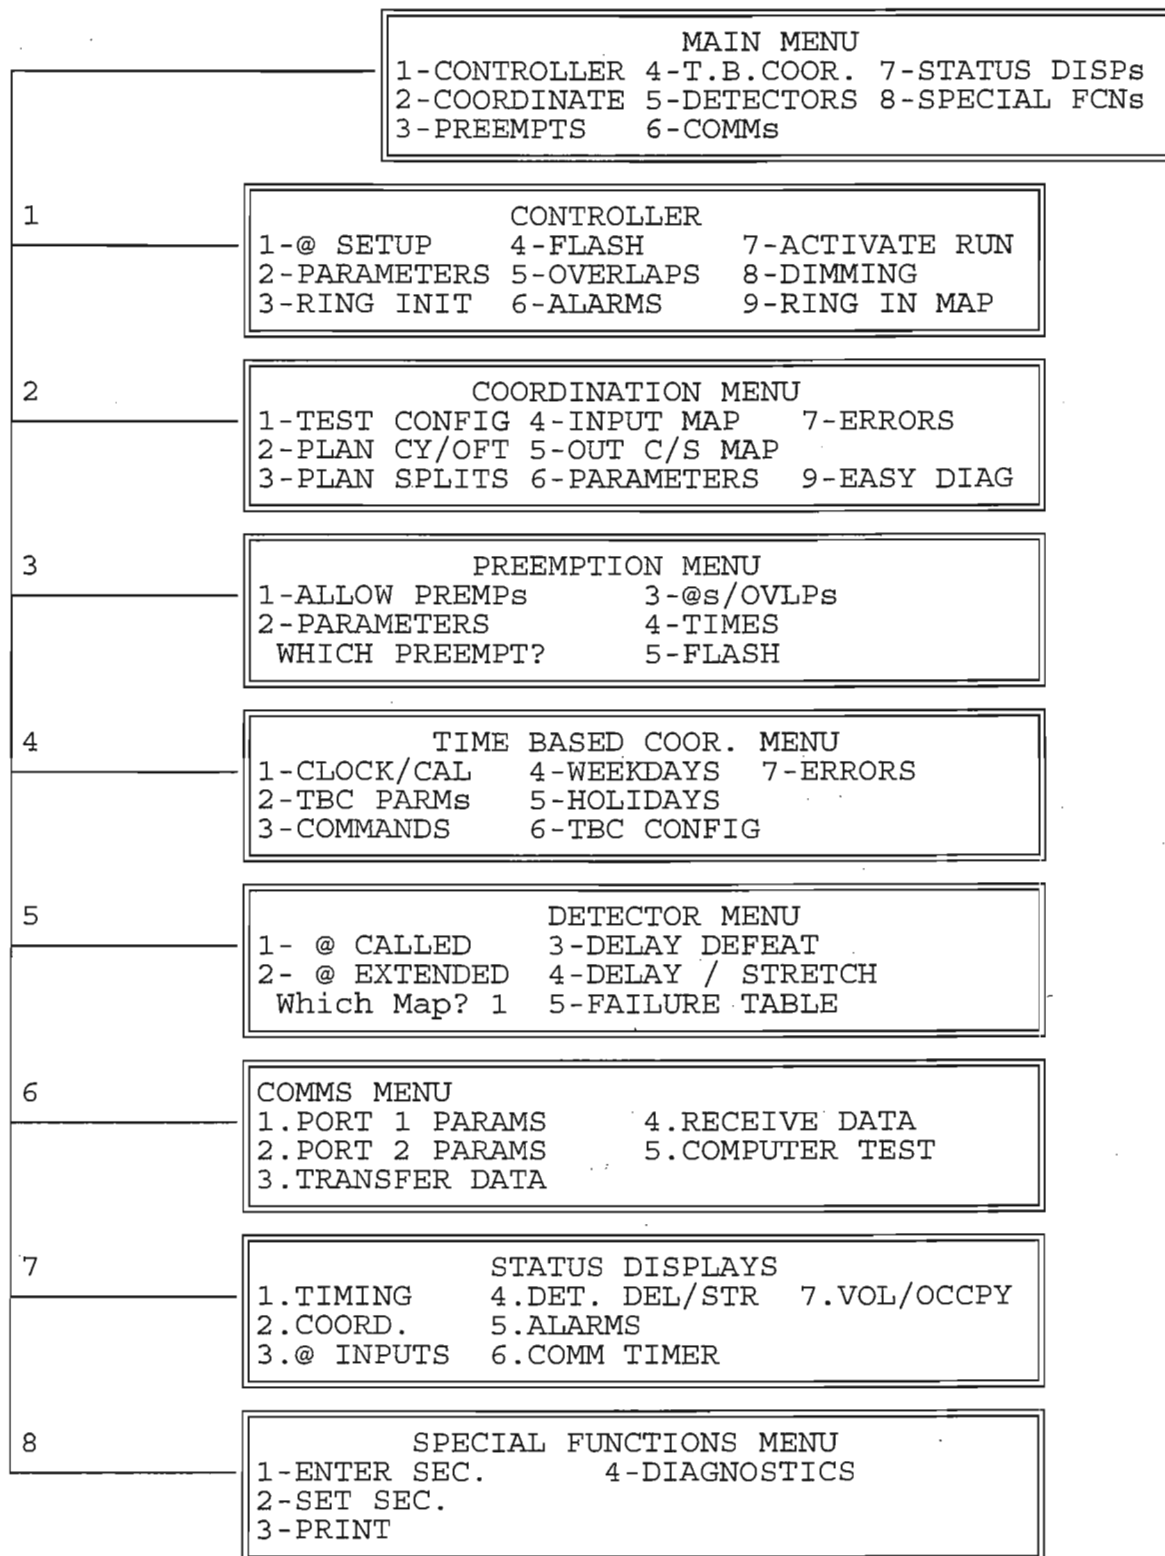 MAIN MENU
1-CONTROLLER 4-T.B.COOR. 7-STATUS DISPs
2-COORDINATE 5-DETECTORS 8-SPECIAL FCNs
3-PREEMPTS 6-COMMs
1
CONTROLLER
1-@ SETUP 4-FLASH 7-ACTIVATE RUN
2-PARAMETERS 5-OVERLAPS 8-DIMMING
3-RING INIT 6-ALARMS 9-RING IN MAP
2
COORDINATION MENU
1-TEST CONFIG 4-INPUT MAP 7-ERRORS
2-PLAN CY/OFT 5-OUT C/S MAP
3-PLAN SPLITS 6-PARAMETERS 9-EASY DIAG
3
PREEMPTION MENU
1-ALLOW PREMPs 3-@s/OVLPs
2-PARAMETERS 4-TIMES
WHICH PREEMPT? 5-FLASH
4
TIME BASED COOR. MENU
1-CLOCK/CAL 4-WEEKDAYS 7-ERRORS
2-TBC PARMs 5-HOLIDAYS
3-COMMANDS 6-TBC CONFIG
5
DETECTOR MENU
1- @ CALLED 3-DELAY DEFEAT
2- @ EXTENDED 4-DELAY / STRETCH
Which Map? 1 5-FAILURE TABLE
6
COMMS MENU
1.PORT 1 PARAMS 4.RECEIVE DATA
2.PORT 2 PARAMS 5.COMPUTER TEST
3.TRANSFER DATA
7
STATUS DISPLAYS
1.TIMING 4.DET. DEL/STR 7.VOL/OCCPY
2.COORD. 5.ALARMS
3.@ INPUTS 6.COMM TIMER
8
SPECIAL FUNCTIONS MENU
1-ENTER SEC. 4-DIAGNOSTICS
2-SET SEC.
3-PRINT